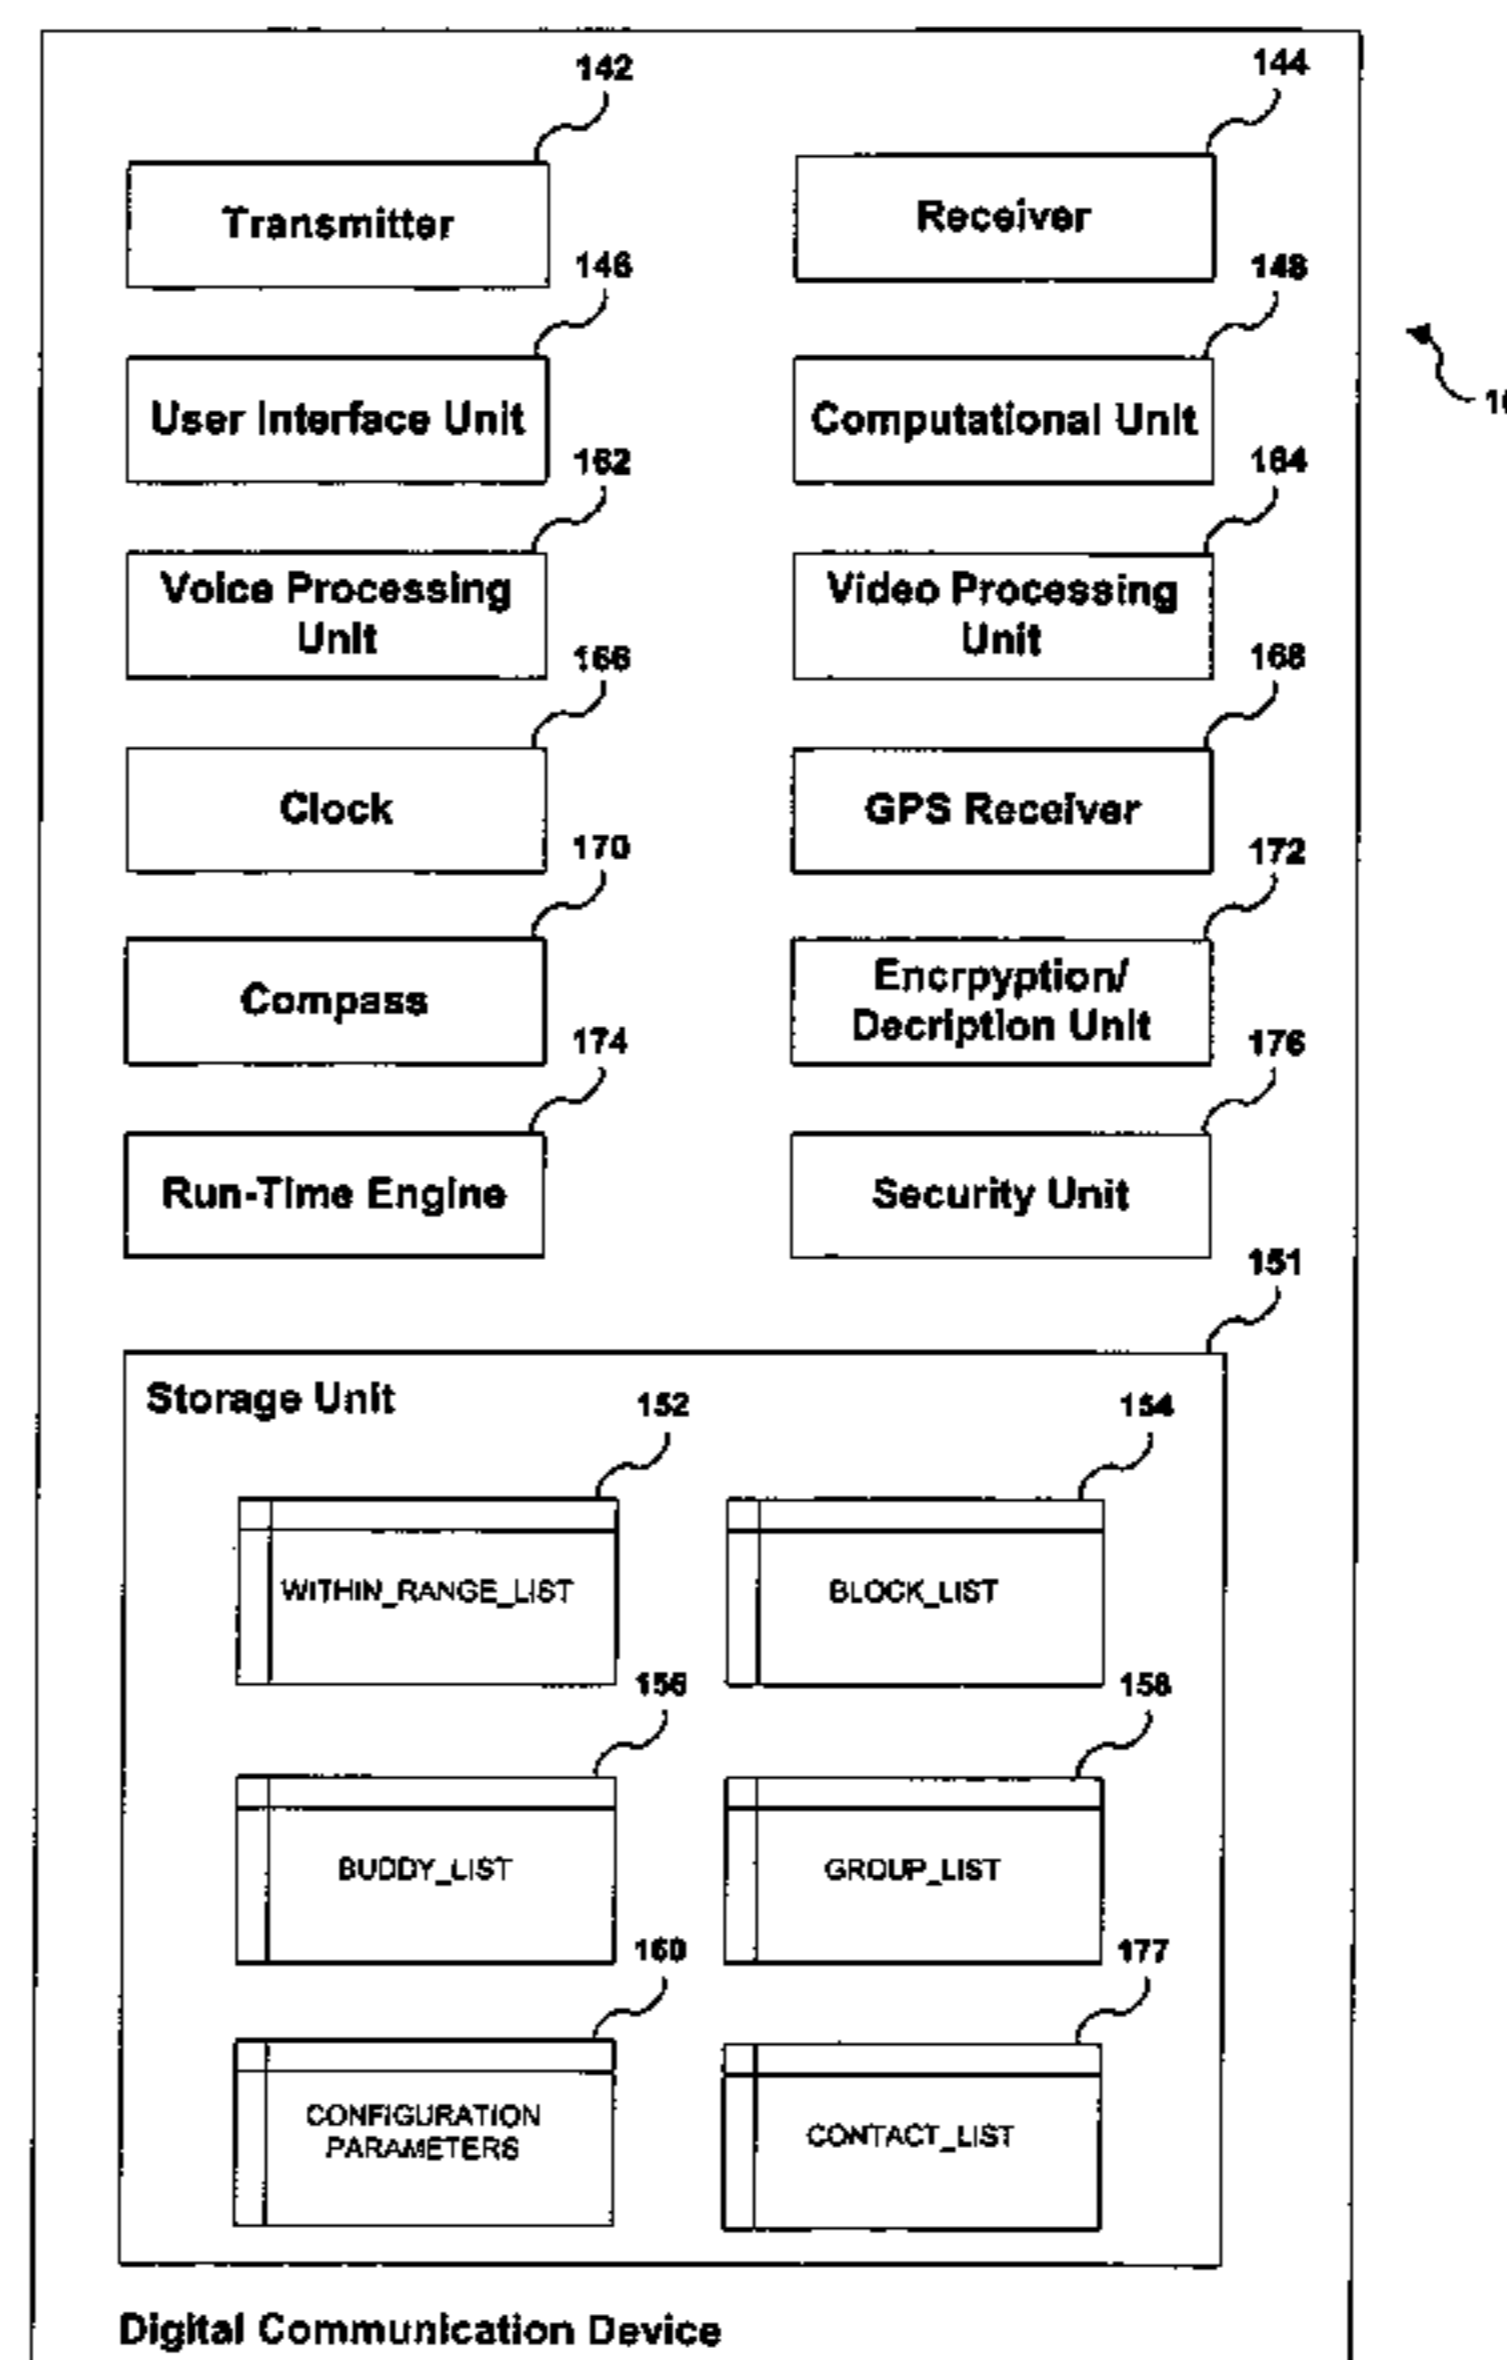 142
144
Transmitter
Receiver
146
148
User Interface Unit
Computational Unit
162
164
Voice Processing
Unit
Video Processing
Unit
166
168
Clock
GPS Receiver
170
172
Compass
Encrpyption/
Decription Unit
174
176
Run-Time Engine
Security Unit
151
Storage Unit
152
154
WITHIN_RANGE_LIST
BLOCK_LIST
156
158
BUDDY_LIST
GROUP_LIST
160
177
CONFIGURATION
PARAMETERS
CONTACT_LIST
Digital Communication Device